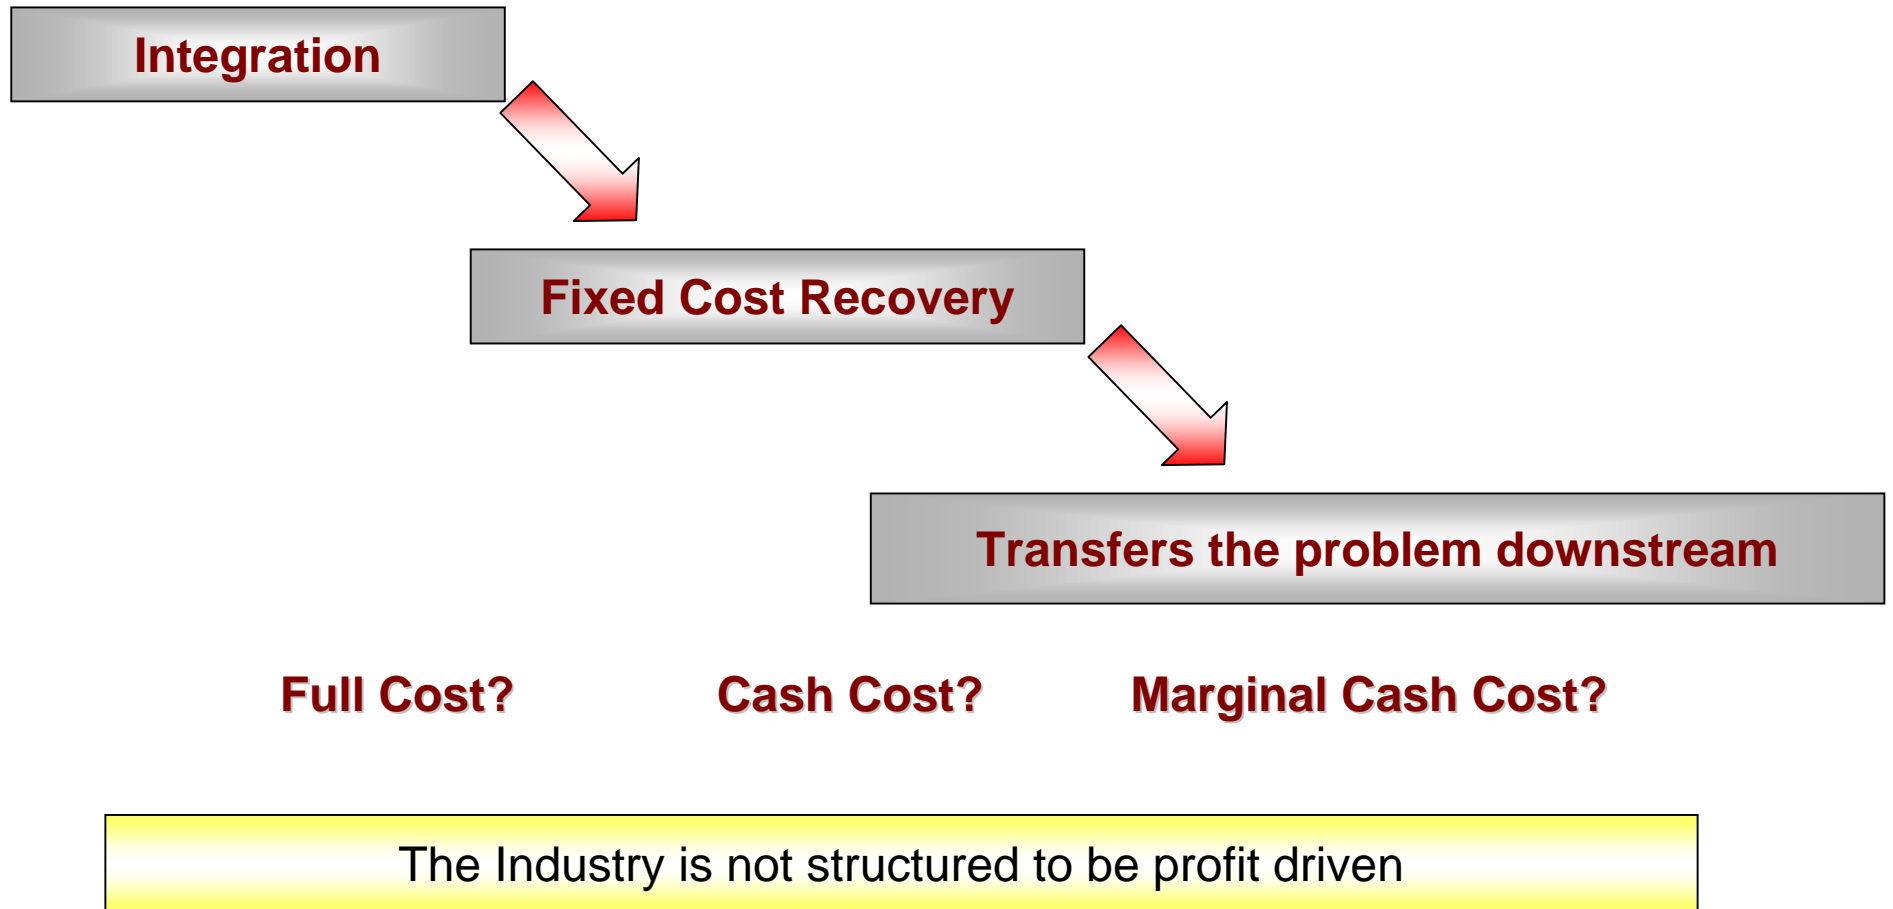 Integration
Fixed Cost Recovery
Transfers the problem downstream
Full Cost? Cash Cost? Marginal Cash Cost?
The Industry is not structured to be profit driven